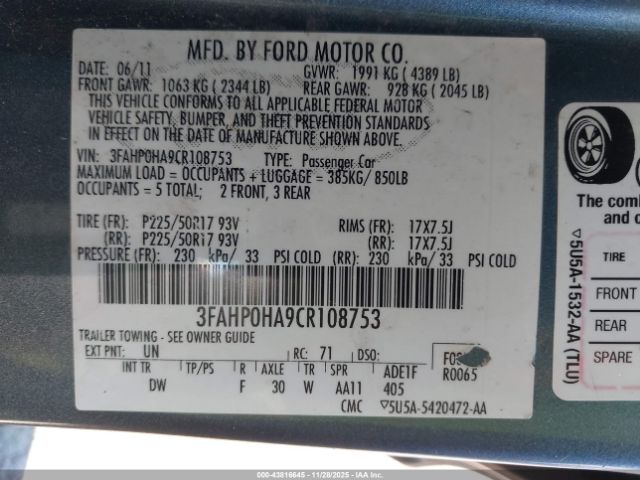 MFD. BY FORD MOTOR CO.
DATE: 06/11 GVWR: 1991 KG ( 4389 LB)
FRONT GAWR: 1063 KG ( 2344 LB) REAR GAWR: 928 KG ( 2045 LB)
THIS VEHICLE CONFORMS TO ALL APPLICABLE FEDERAL MOTOR
VEHICLE SAFETY, BUMPER, AND THEFT PREVENTION STANDARDS
IN EFFECT ON THE DATE OF MANUFACTURE SHOWN ABOVE.
VIN: 3FAHP0HA9CR108753 TYPE: Passenger Car
MAXIMUM LOAD = OCCUPANTS + LUGGAGE = 385KG/ 850LB
OCCUPANTS = 5 TOTAL; 2 FRONT, 3 REAR
TIRE (FR): P225/50R17 93V RIMS (FR): 17X7.5J
(RR): P225/50R17 93V (RR): 17X7.5J
PRESSURE (FR): 230 kPa/ 33 PSI COLD (RR): 230 kPa/ 33 PSI COLD
3FAHP0HA9CR108753
TRAILER TOWING - SEE OWNER GUIDE
EXT PNT: UN RC: 71 DSO:
R0065
INT TR TP/PS R AXLE TR SPR ADE1F
DW F 30 W AA11 405
CMC ▽5U5A-5420472-AA
The comb
and c
TIRE
FRONT
REAR
SPARE
▽5U5A-1532-AA (TLU)
© -000-43816645 - 11/28/2025 - IAAI.com